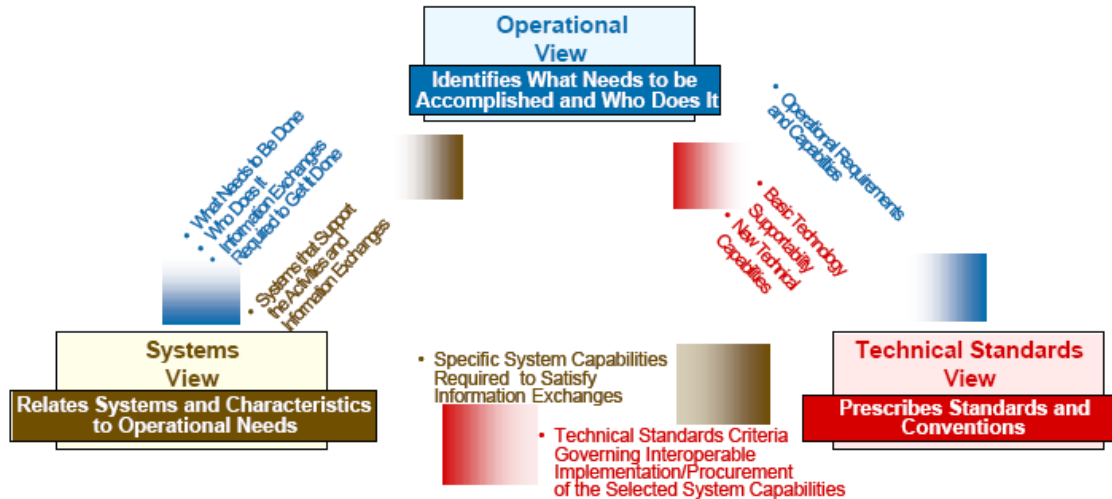 Operational
View
Identifies What Needs to be
Accomplished and Who Does It
• What Needs to Be Done
• Who Does It
• Information Exchanges
Required to Get It Done
• Systems that Support
the Activities and
Information Exchanges
• Operational Requirements
and Capabilities
• Basic Technology
Supportability
• New Technical
Capabilities
Systems
View
Relates Systems and Characteristics
to Operational Needs
• Specific System Capabilities
Required to Satisfy
Information Exchanges
• Technical Standards Criteria
Governing Interoperable
Implementation/Procurement
of the Selected System Capabilities
Technical Standards
View
Prescribes Standards and
Conventions